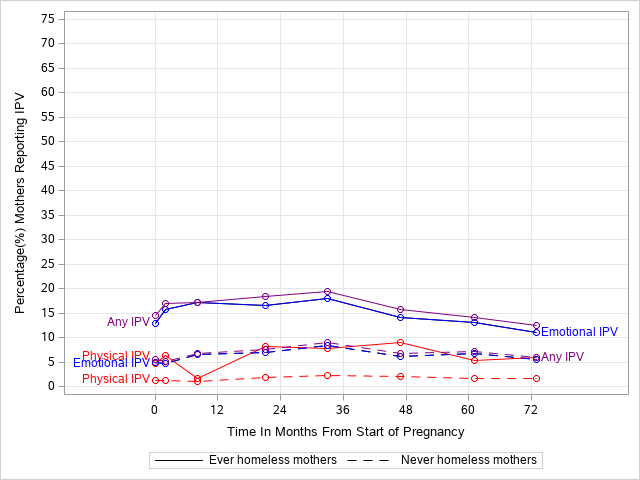 75
70
65
60
55
50
45
40
35
30
25
20
15
10
5
0
Percentage(%) Mothers Reporting IPV
Any IPV
Physical IPV
Emotional IPV
Physical IPV
Emotional IPV
Any IPV
0 12 24 36 48 60 72
Time In Months From Start of Pregnancy
Ever homeless mothers Never homeless mothers